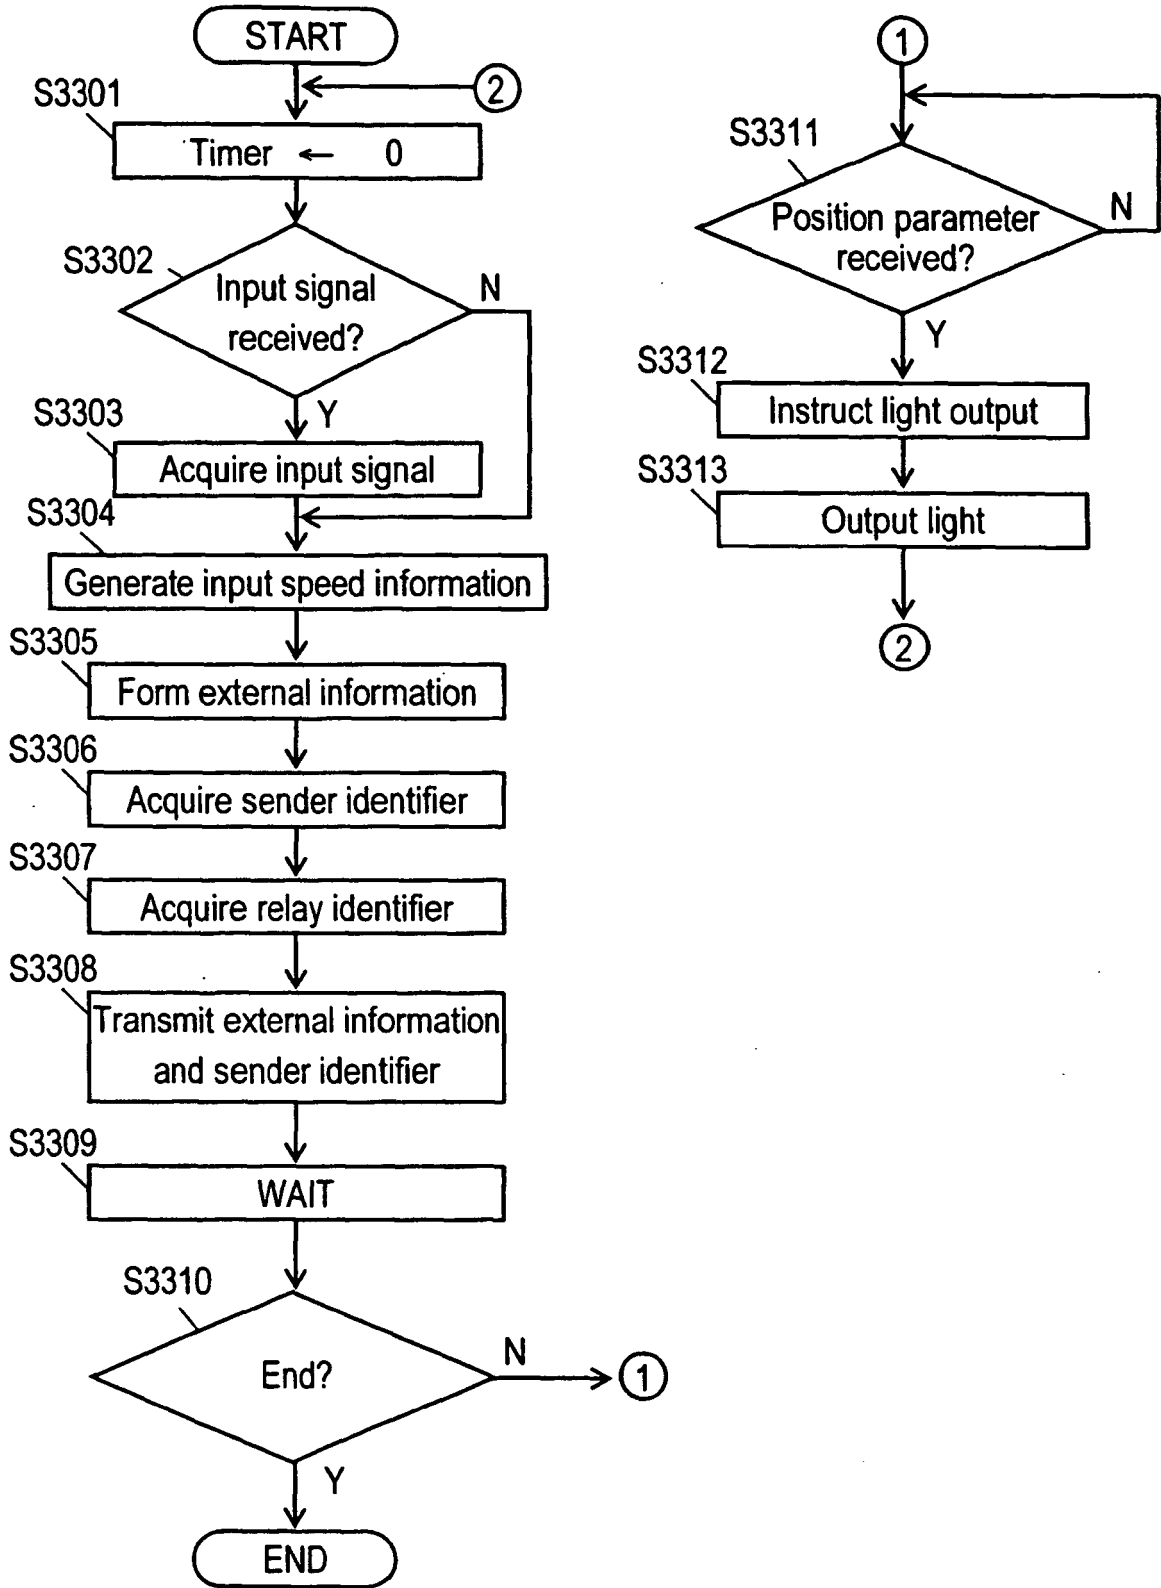 START
2
S3301
Timer ← 0
S3302
Input signal
received?
N
Y
S3303
Acquire input signal
S3304
Generate input speed information
S3305
Form external information
S3306
Acquire sender identifier
S3307
Acquire relay identifier
S3308
Transmit external information
and sender identifier
S3309
WAIT
S3310
End?
N
1
Y
END
1
S3311
Position parameter
received?
N
Y
S3312
Instruct light output
S3313
Output light
2